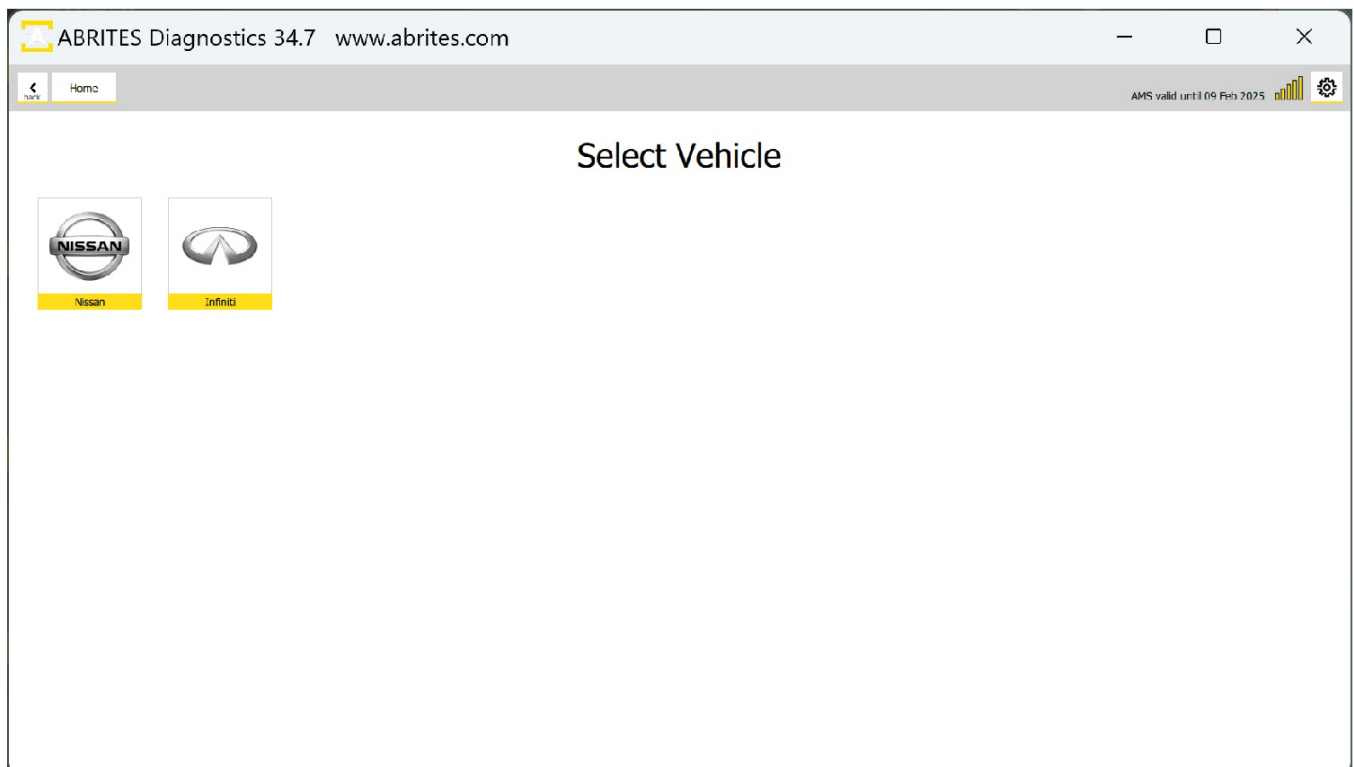 ABRITES Diagnostics 34.7 www.abrites.com
back Home AMS valid until 09 Feb 2025
Select Vehicle
NISSAN
Nissan Infiniti